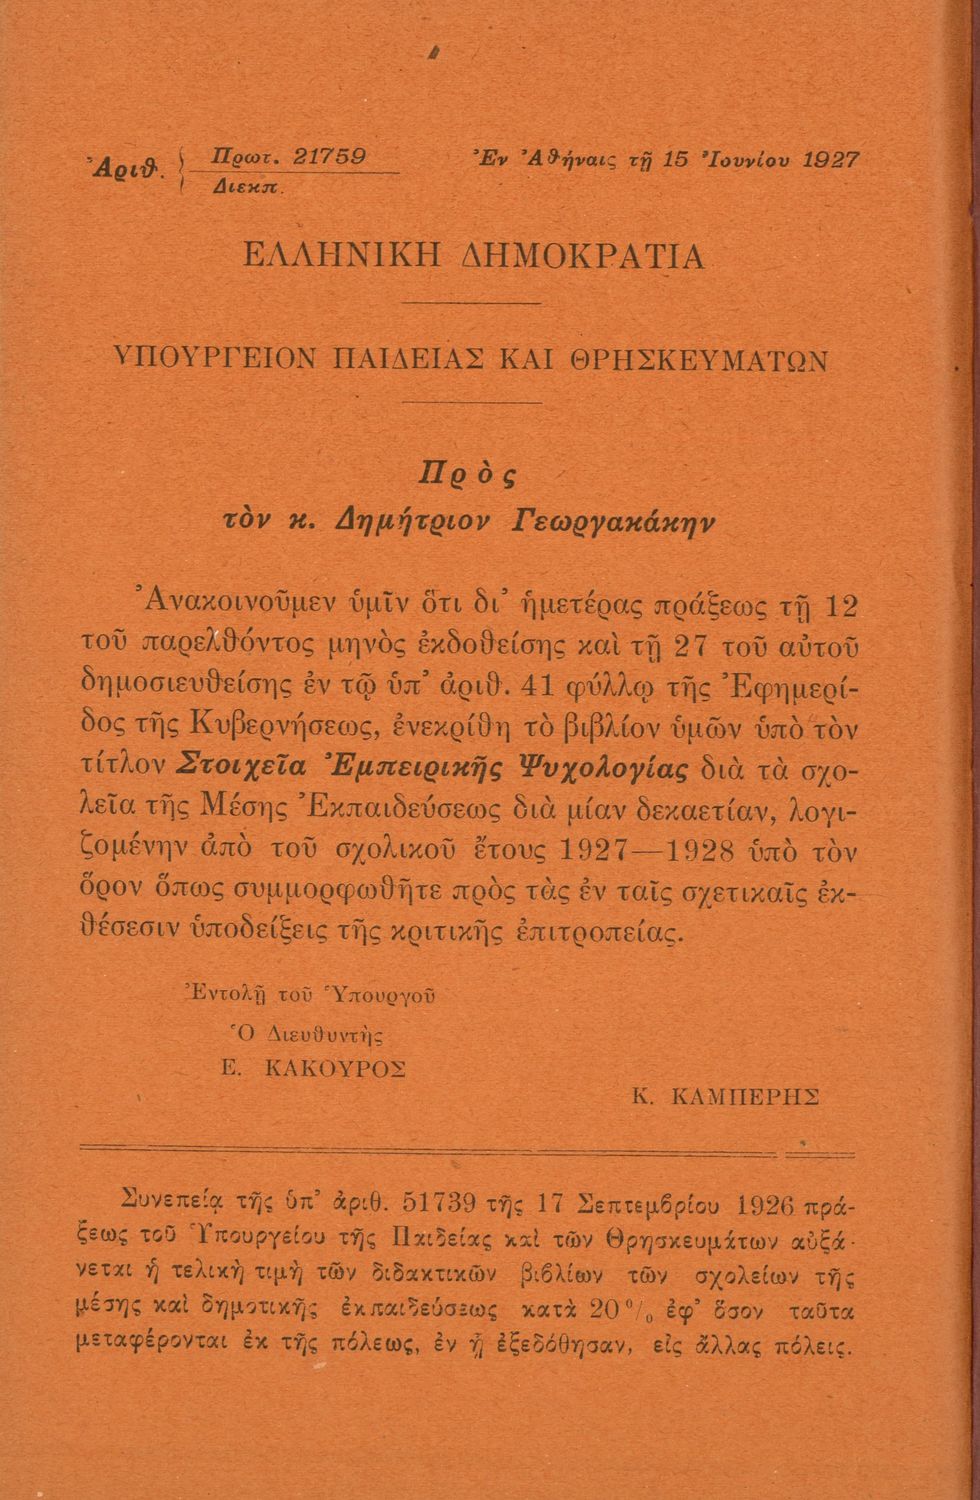 Ἀριθ. { Πρωτ. 21759
Διεκπ.
Ἐν Ἀθήναις τῇ 15 Ἰουνίου 1927
ΕΛΛΗΝΙΚΗ ΔΗΜΟΚΡΑΤΙΑ
ΥΠΟΥΡΓΕΙΟΝ ΠΑΙΔΕΙΑΣ ΚΑΙ ΘΡΗΣΚΕΥΜΑΤΩΝ
Πρὸς
τὸν κ. Δημήτριον Γεωργακάκην
Ἀνακοινοῦμεν ὑμῖν ὅτι δι’ ἡμετέρας πράξεως τῇ 12
τοῦ παρελθόντος μηνὸς ἐκδοθείσης καὶ τῇ 27 τοῦ αὐτοῦ
δημοσιευθείσης ἐν τῷ ὑπ’ ἀριθ. 41 φύλλῳ τῆς Ἐφημερί-
δος τῆς Κυβερνήσεως, ἐνεκρίθη τὸ βιβλίον ὑμῶν ὑπὸ τὸν
τίτλον Στοιχεῖα Ἐμπειρικῆς Ψυχολογίας διὰ τὰ σχο-
λεῖα τῆς Μέσης Ἐκπαιδεύσεως διὰ μίαν δεκαετίαν, λογι-
ζομένην ἀπὸ τοῦ σχολικοῦ ἔτους 1927—1928 ὑπὸ τὸν
ὅρον ὅπως συμμορφωθῆτε πρὸς τὰς ἐν ταῖς σχετικαῖς ἐκ-
θέσεσιν ὑποδείξεις τῆς κριτικῆς ἐπιτροπείας.
Ἐντολῇ τοῦ Ὑπουργοῦ
Ὁ Διευθυντὴς
Ε. ΚΑΚΟΥΡΟΣ
Κ. ΚΑΜΠΕΡΗΣ
Συνεπείᾳ τῆς ὑπ’ ἀριθ. 51739 τῆς 17 Σεπτεμβρίου 1926 πρά-
ξεως τοῦ Ὑπουργείου τῆς Παιδείας καὶ τῶν Θρησκευμάτων αὐξά-
νεται ἡ τελικὴ τιμὴ τῶν διδακτικῶν βιβλίων τῶν σχολείων τῆς
μέσης καὶ δημοτικῆς ἐκπαιδεύσεως κατὰ 20 % ἐφ’ ὅσον ταῦτα
μεταφέρονται ἐκ τῆς πόλεως, ἐν ᾗ ἐξεδόθησαν, εἰς ἄλλας πόλεις.